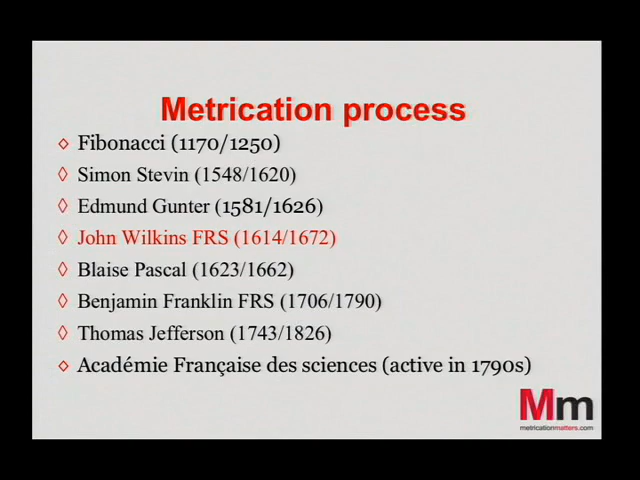 Metrication process
◊ Fibonacci (1170/1250)
◊ Simon Stevin (1548/1620)
◊ Edmund Gunter (1581/1626)
◊ John Wilkins FRS (1614/1672)
◊ Blaise Pascal (1623/1662)
◊ Benjamin Franklin FRS (1706/1790)
◊ Thomas Jefferson (1743/1826)
◊ Académie Française des sciences (active in 1790s)
Mm
metricationmatters.com